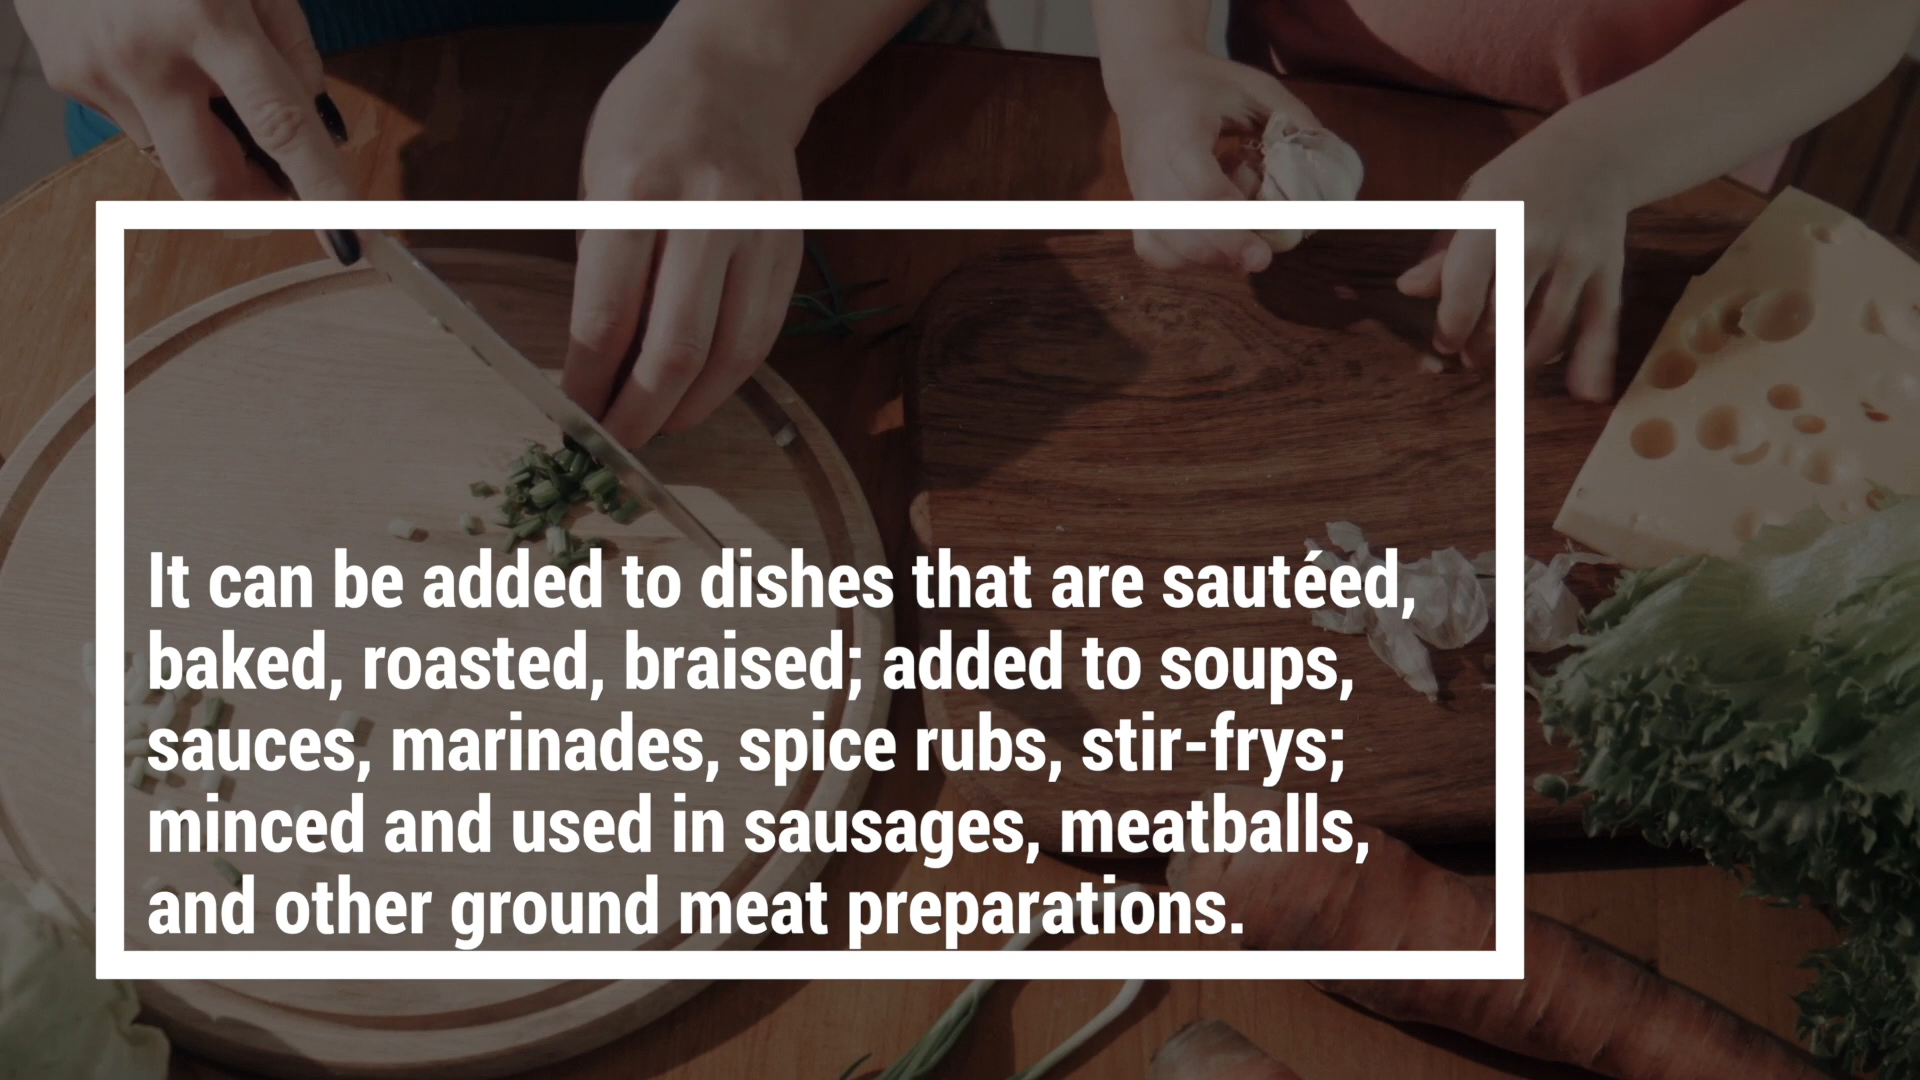 It can be added to dishes that are sautéed,
baked, roasted, braised; added to soups,
sauces, marinades, spice rubs, stir-frys;
minced and used in sausages, meatballs,
and other ground meat preparations.